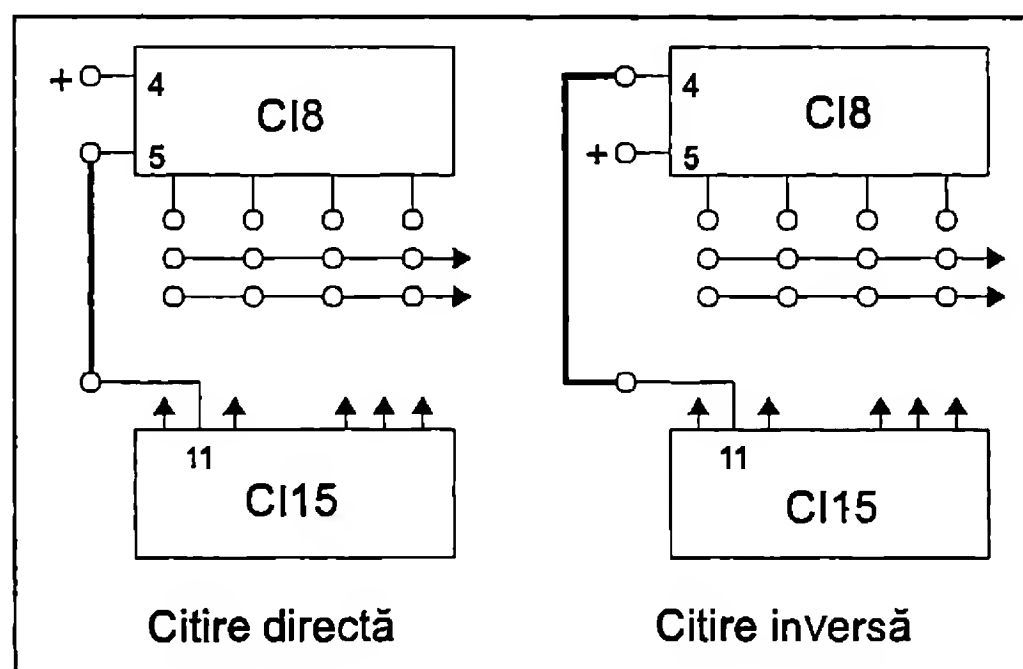 + 4
CI8
5
11
CI15
Citire directă
4
CI8
+ 5
11
CI15
Citire inversă